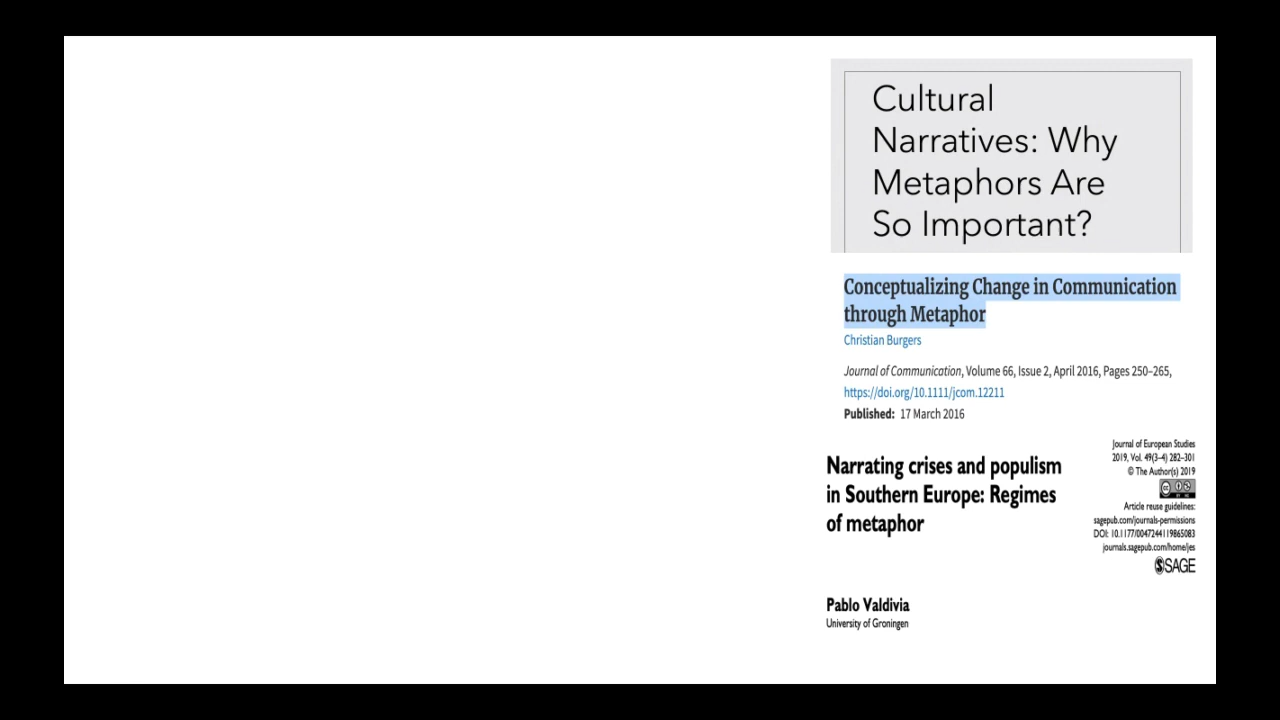 Cultural
Narratives: Why
Metaphors Are
So Important?
Conceptualizing Change in Communication
through Metaphor
Christian Burgers
Journal of Communication, Volume 66, Issue 2, April 2016, Pages 250–265,
https://doi.org/10.1111/jcom.12211
Published: 17 March 2016
Narrating crises and populism
in Southern Europe: Regimes
of metaphor
Journal of European Studies
2019, Vol. 49(3–4) 282–301
© The Author(s) 2019
Article reuse guidelines:
sagepub.com/journals-permissions
DOI: 10.1177/0047244119865083
journals.sagepub.com/home/jes
SAGE
Pablo Valdivia
University of Groningen